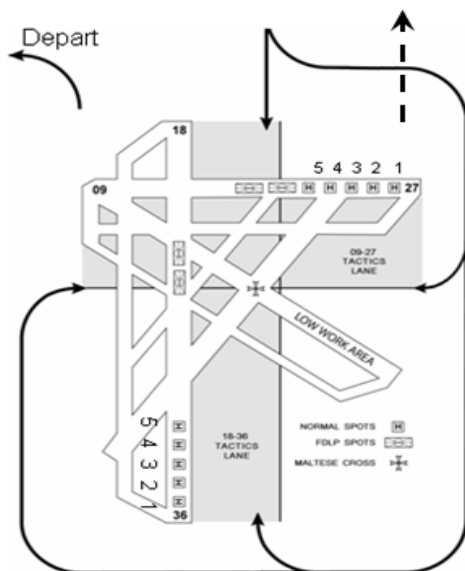 Depart
18
5 4 3 2 1
09
27
09-27
TACTICS
LANE
LOW WORK AREA
5
4
3
2
1
36
18-36
TACTICS
LANE
NORMAL SPOTS H
FDLP SPOTS H
MALTESE CROSS